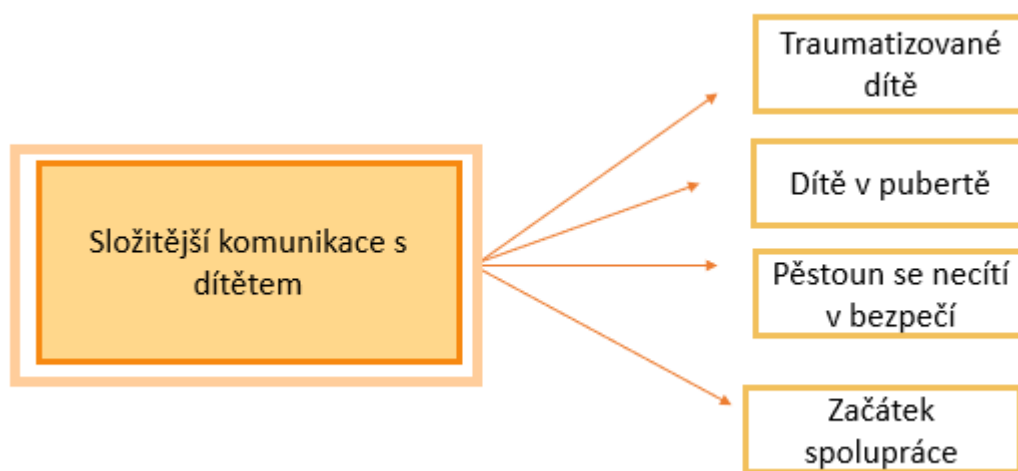 Traumatizované
dítě
Dítě v pubertě
Složitější komunikace s
dítětem
Pěstoun se necítí
v bezpečí
Začátek
spolupráce